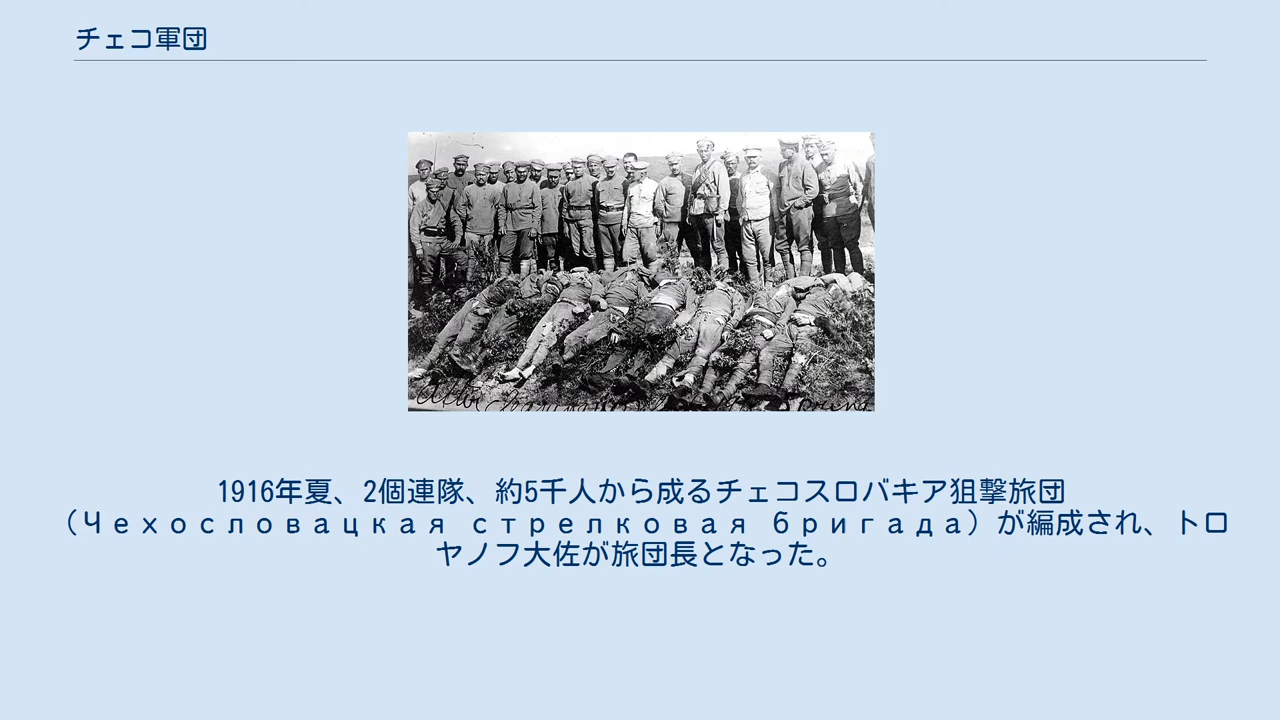 チェコ軍団
1916年夏、2個連隊、約5千人から成るチェコスロバキア狙撃旅団
（Чехословацкая стрелковая бригада）が編成され、トロ
ヤノフ大佐が旅団長となった。